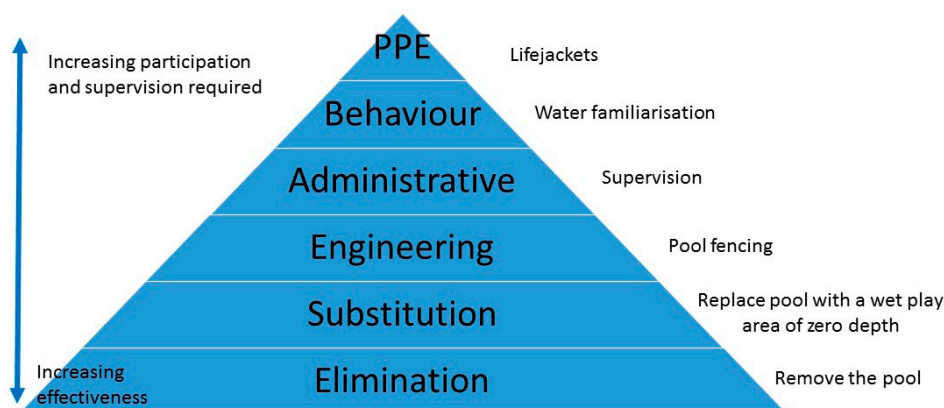 PPE
Lifejackets
Increasing participation
and supervision required
Behaviour
Water familiarisation
Administrative
Supervision
Engineering
Pool fencing
Substitution
Replace pool with a wet play
area of zero depth
Increasing
effectiveness
Elimination
Remove the pool